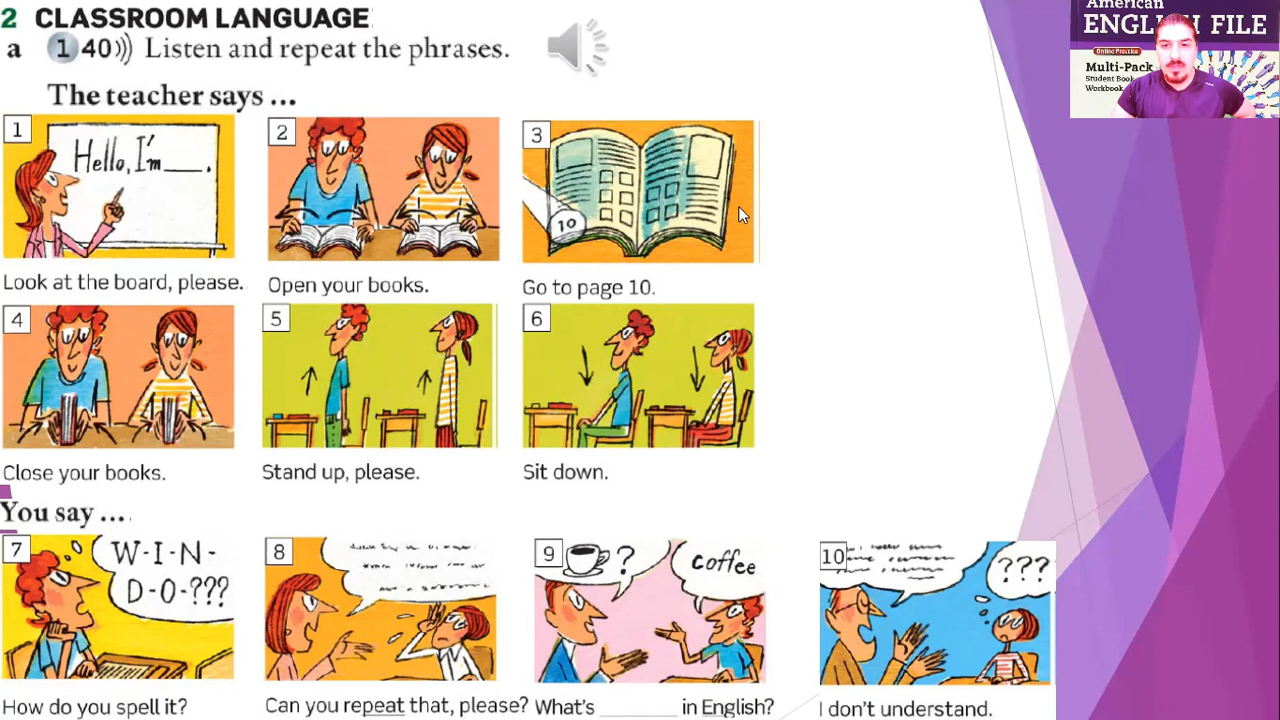 2 CLASSROOM LANGUAGE
a 1 40))) Listen and repeat the phrases.
The teacher says ...
1
Hello, I'm ___.
Look at the board, please.
2
Open your books.
3
10
Go to page 10.
4
Close your books.
5
Stand up, please.
6
Sit down.
You say ...
7
W-I-N-
D-O-???
How do you spell it?
8
Can you repeat that, please?
9
?
coffee
What's ________ in English?
10
???
I don't understand.
American
ENGLISH FILE
Online Practice
Multi-Pack
Student Book
Workbook